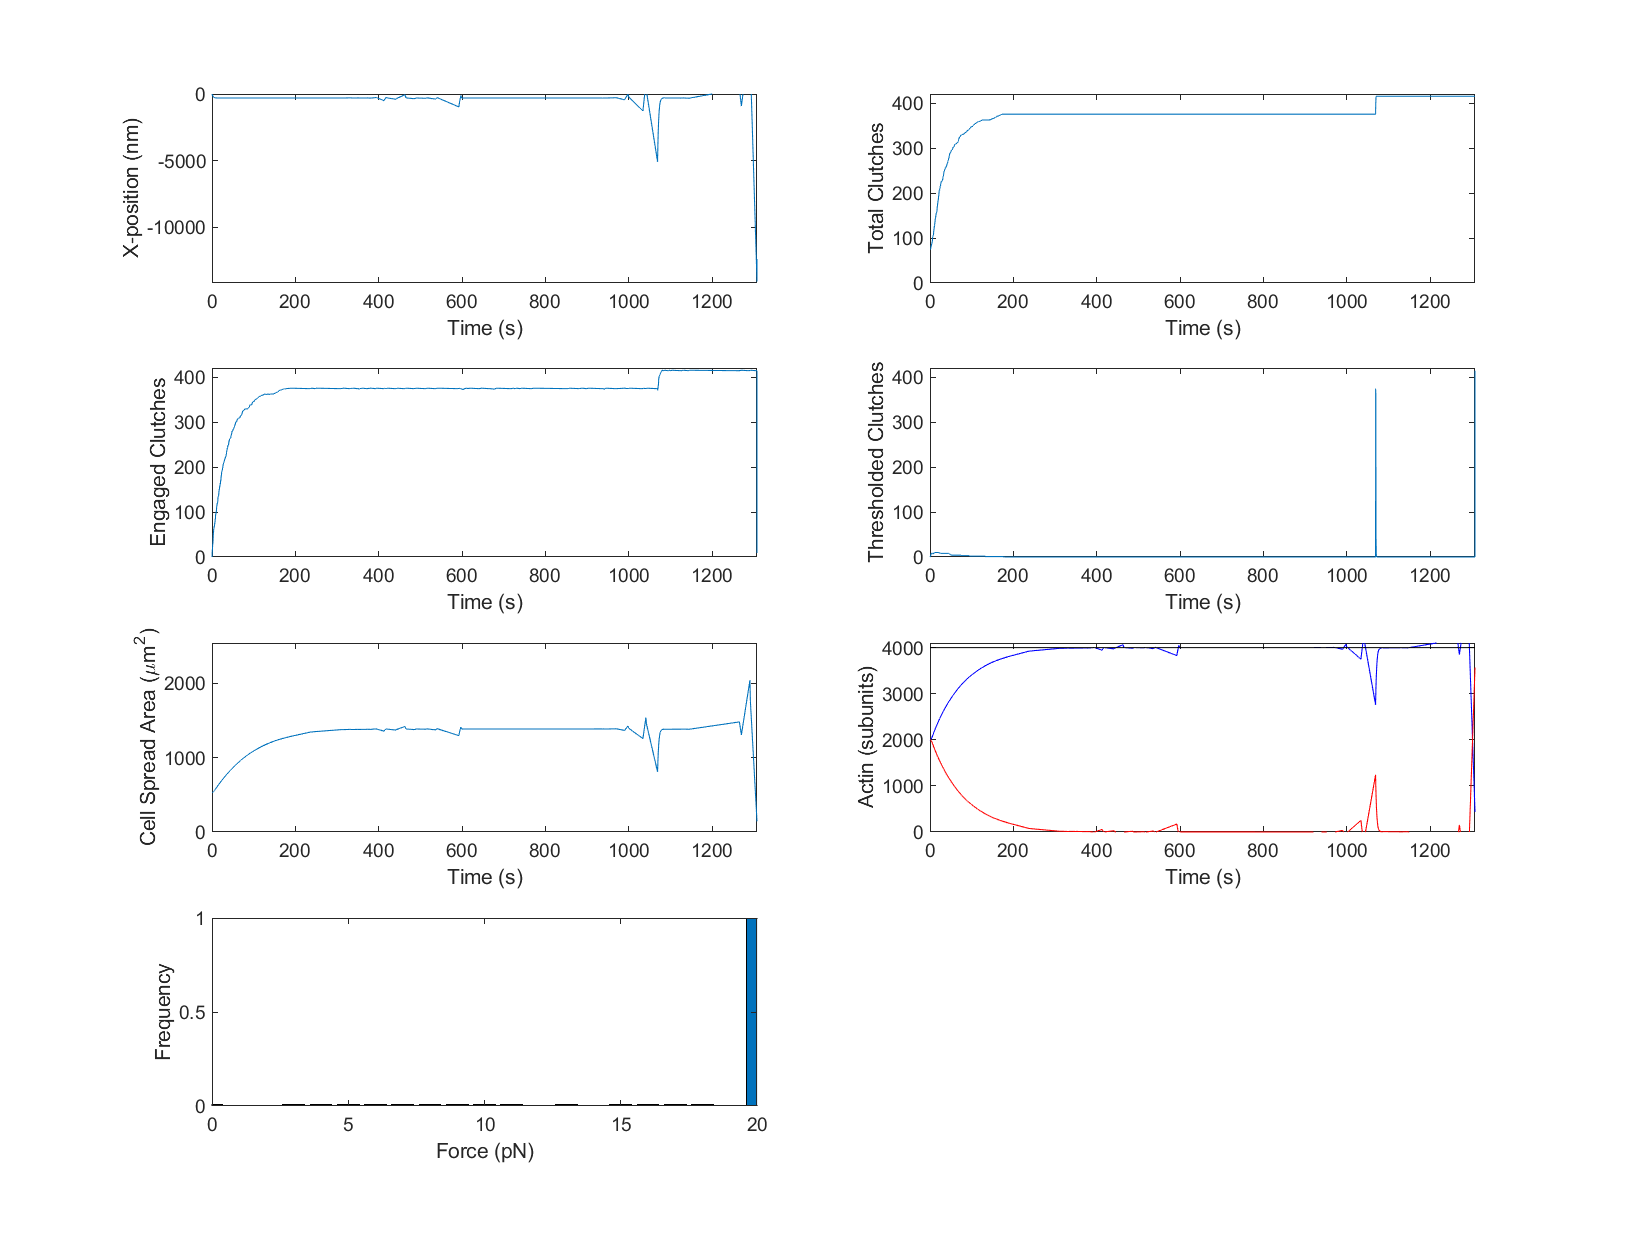 X-position (nm)
0
-5000
-10000
0 200 400 600 800 1000 1200
Time (s)
Total Clutches
400
300
200
100
0
0 200 400 600 800 1000 1200
Time (s)
Engaged Clutches
400
300
200
100
0
0 200 400 600 800 1000 1200
Time (s)
Thresholded Clutches
400
300
200
100
0
0 200 400 600 800 1000 1200
Time (s)
Cell Spread Area (μm²)
2000
1000
0
0 200 400 600 800 1000 1200
Time (s)
Actin (subunits)
4000
3000
2000
1000
0
0 200 400 600 800 1000 1200
Time (s)
Frequency
1
0.5
0
0 5 10 15 20
Force (pN)